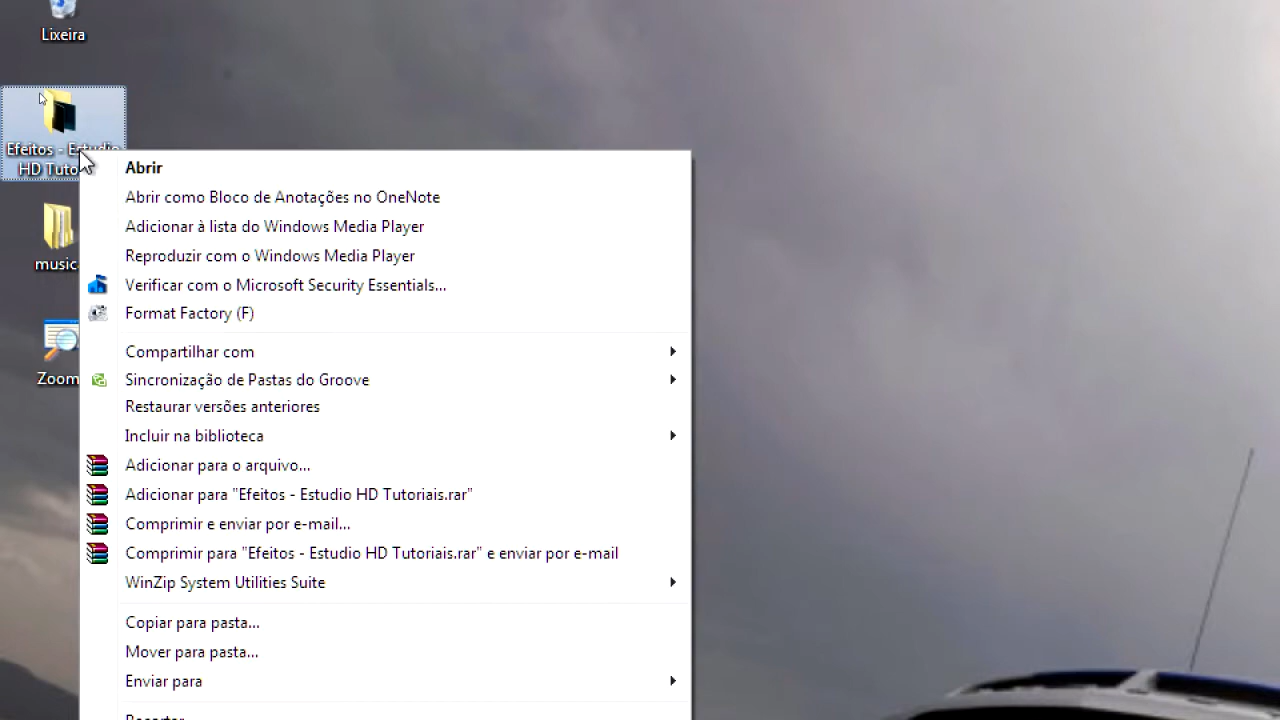 Lixeira
Efeitos - Estudio
HD Tuto
music
Zoom
Abrir
Abrir como Bloco de Anotações no OneNote
Adicionar à lista do Windows Media Player
Reproduzir com o Windows Media Player
Verificar com o Microsoft Security Essentials...
Format Factory (F)
Compartilhar com
Sincronização de Pastas do Groove
Restaurar versões anteriores
Incluir na biblioteca
Adicionar para o arquivo...
Adicionar para "Efeitos - Estudio HD Tutoriais.rar"
Comprimir e enviar por e-mail...
Comprimir para "Efeitos - Estudio HD Tutoriais.rar" e enviar por e-mail
WinZip System Utilities Suite
Copiar para pasta...
Mover para pasta...
Enviar para
Recortar